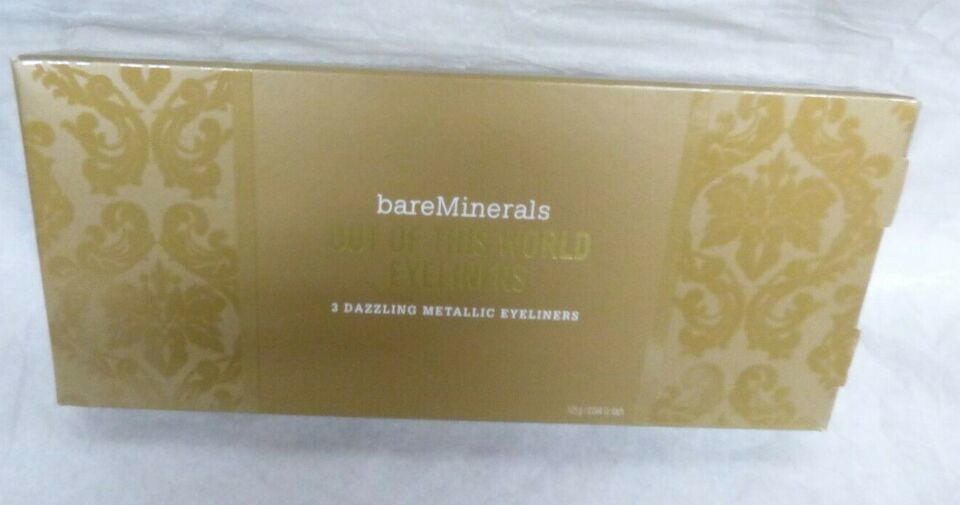 bareMinerals
OUT OF THIS WORLD
EYELINERS
3 DAZZLING METALLIC EYELINERS